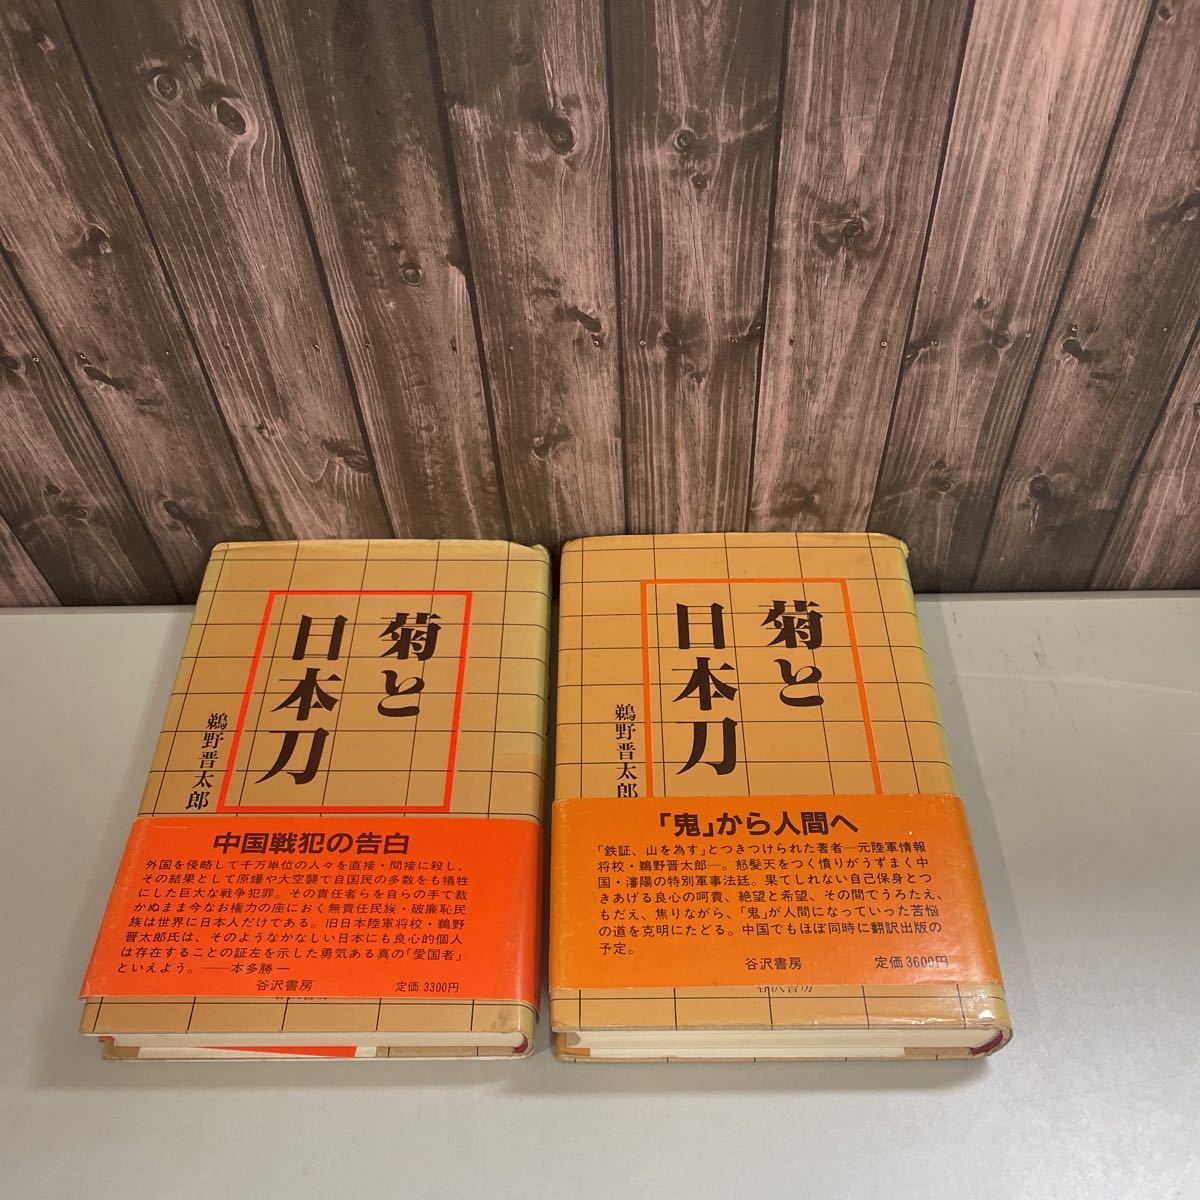 菊と
日本刀
鵜野晋太郎
中国戦犯の告白
外国を侵略して千万単位の人々を直接・間接に殺し、
その結果として原爆や大空襲で自国民の多数をも犠牲
にした巨大な戦争犯罪。その責任者らを自らの手で裁
かぬまま今なお権力の座におく無責任民族・破廉恥民
族は世界に日本人だけである。旧日本陸軍将校・鵜野
晋太郎氏は、そのようなかなしい日本にも良心的個人
は存在することの証左を示した勇気ある真の「愛国者」
といえよう。――本多勝一
谷沢書房 定価 3300円
菊と
日本刀
鵜野晋太郎
「鬼」から人間へ
「鉄証、山を為す」とつきつけられた著者―元陸軍情報
将校・鵜野晋太郎―。怒髪天をつく憤りがうずまく中
国・瀋陽の特別軍事法廷。果てしれない自己保身とつ
きあげる良心の呵責、絶望と希望、その間でうろたえ、
もだえ、焦りながら、「鬼」が人間になっていった苦悩
の道を克明にたどる。中国でもほぼ同時に翻訳出版の
予定。
谷沢書房 定価 3600円